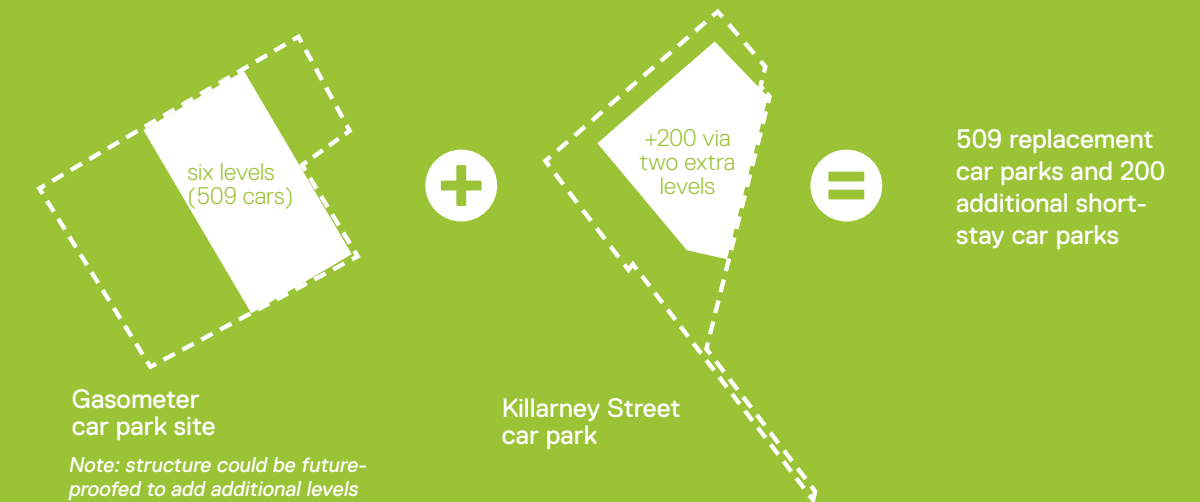 six levels
(509 cars)
Gasometer
car park site
Note: structure could be future-
proofed to add additional levels
+
+200 via
two extra
levels
Killarney Street
car park
=
509 replacement
car parks and 200
additional short-
stay car parks